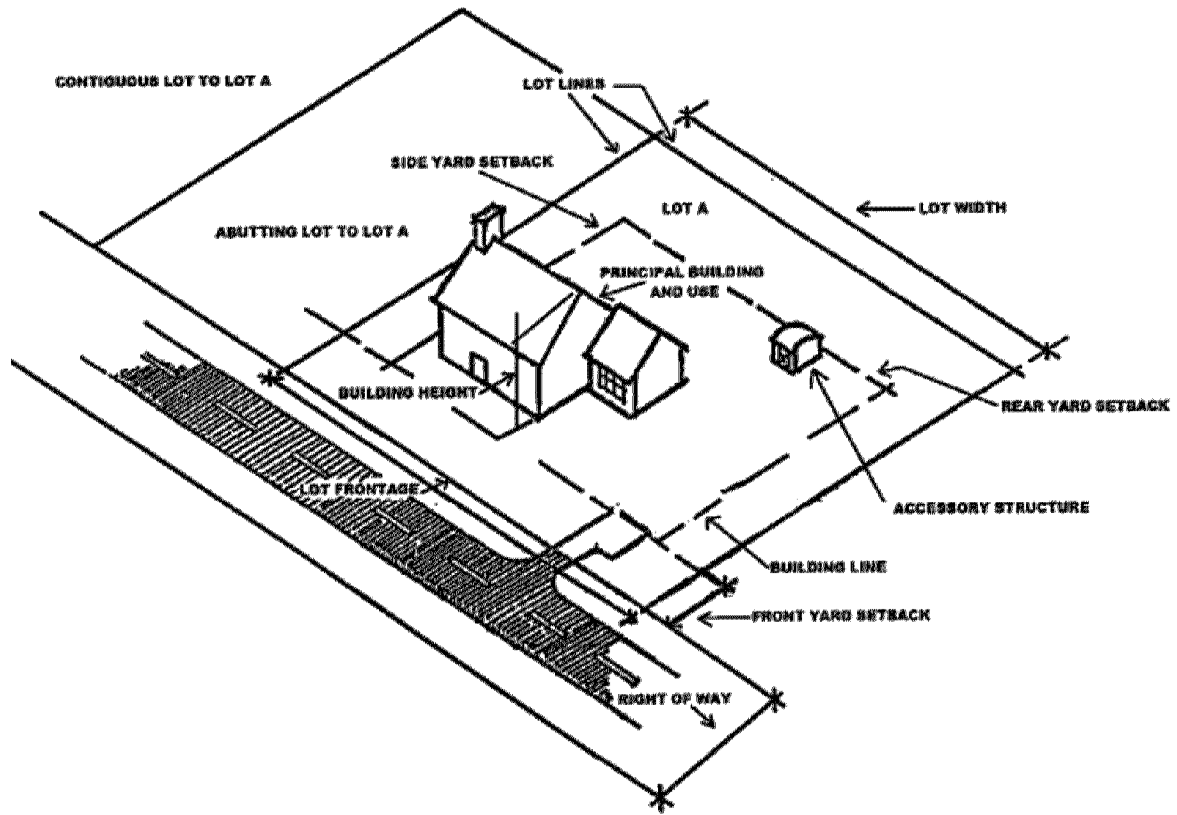 CONTIGUOUS LOT TO LOT A
LOT LINES
SIDE YARD SETBACK
LOT A
LOT WIDTH
ABUTTING LOT TO LOT A
PRINCIPAL BUILDING
AND USE
BUILDING HEIGHT
REAR YARD SETBACK
LOT FRONTAGE
ACCESSORY STRUCTURE
BUILDING LINE
FRONT YARD SETBACK
RIGHT OF WAY